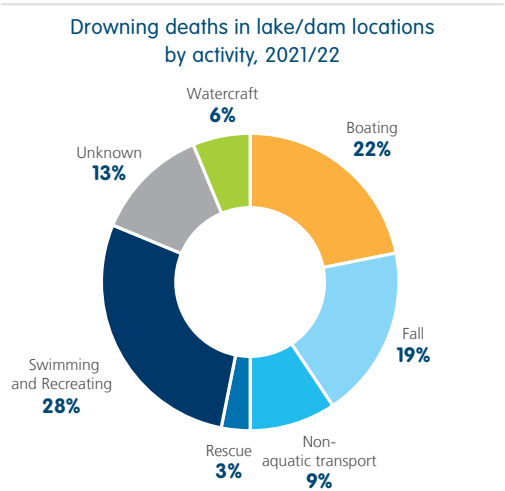 Drowning deaths in lake/dam locations
by activity, 2021/22
Watercraft
6%
Boating
22%
Unknown
13%
Fall
19%
Swimming
and Recreating
28%
Rescue
3%
Non-
aquatic transport
9%